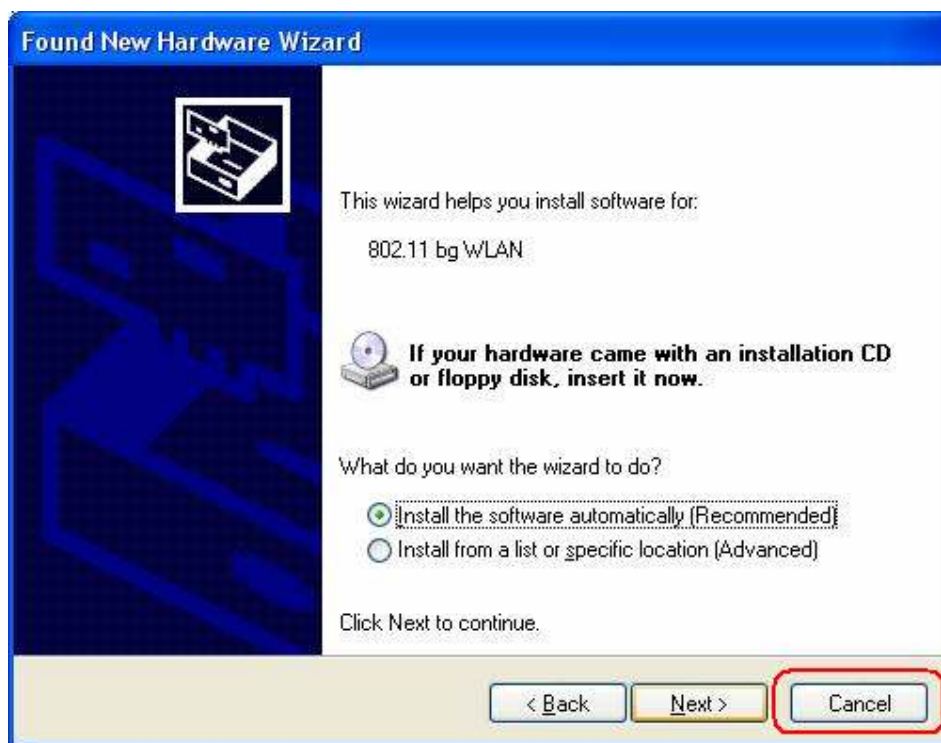 Found New Hardware Wizard
This wizard helps you install software for:
802.11 bg WLAN
If your hardware came with an installation CD
or floppy disk, insert it now.
What do you want the wizard to do?
Install the software automatically (Recommended)
Install from a list or specific location (Advanced)
Click Next to continue.
< Back
Next >
Cancel